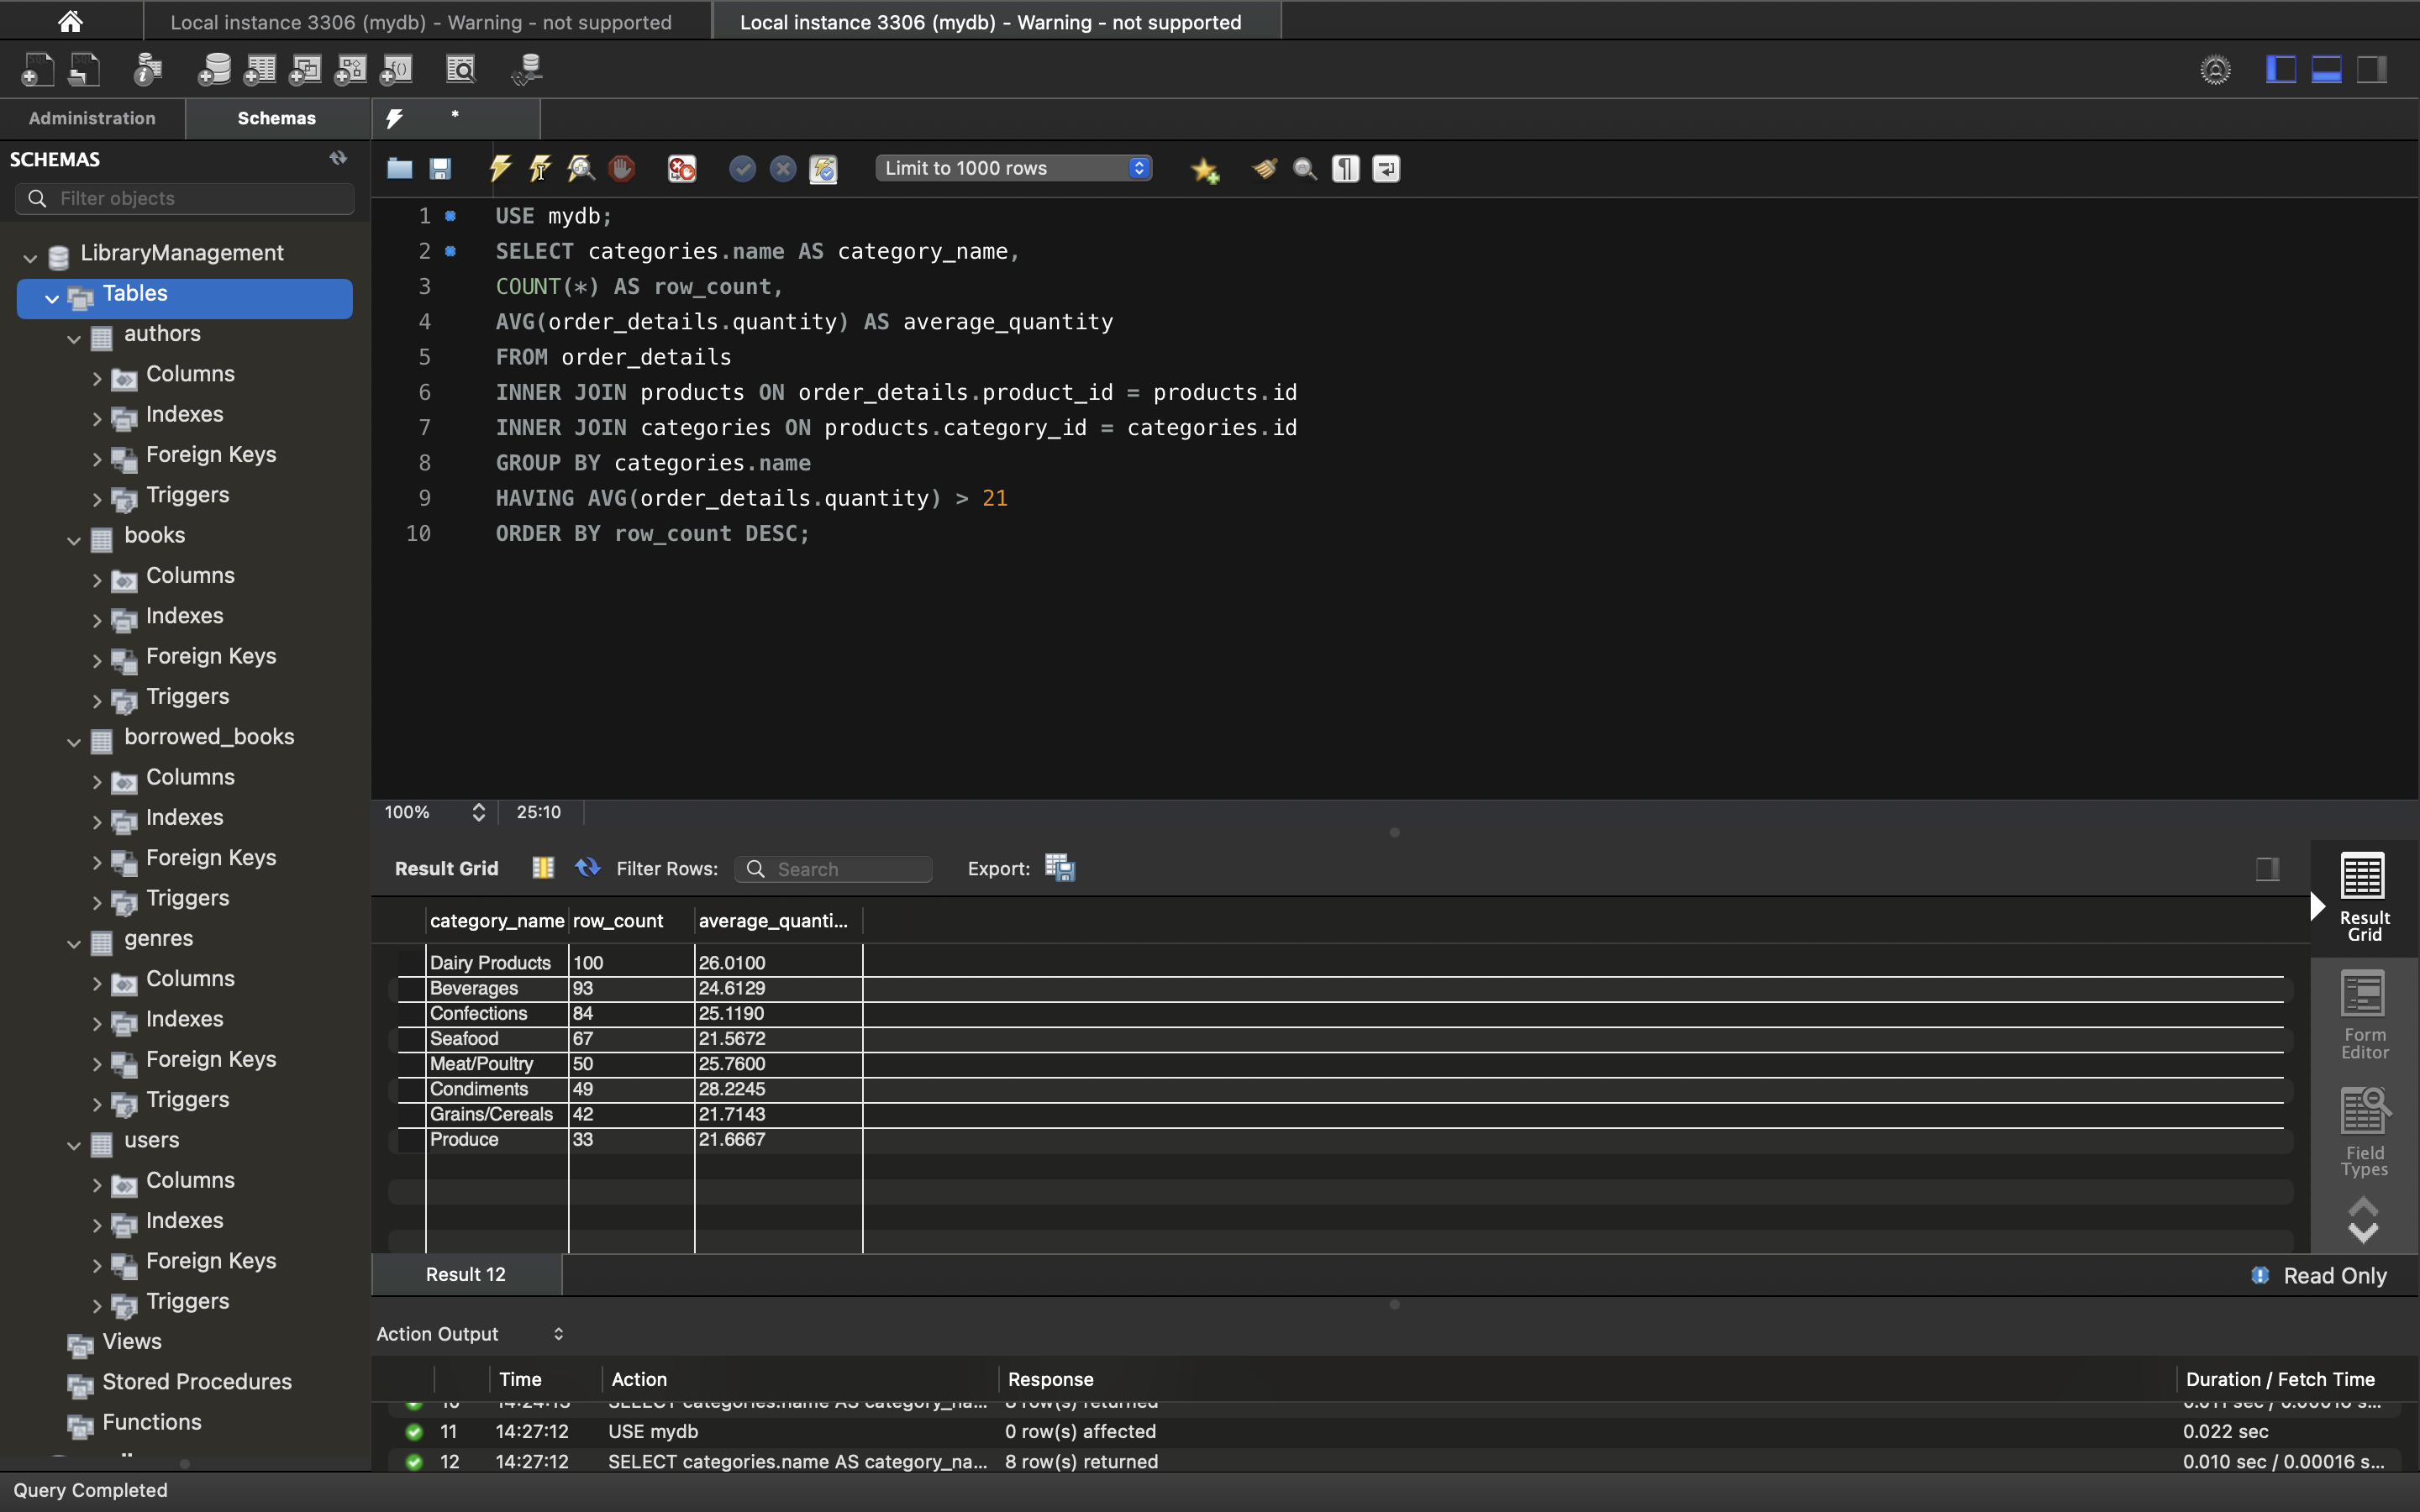 Local instance 3306 (mydb) - Warning - not supported
Local instance 3306 (mydb) - Warning - not supported
Administration
Schemas
*
SCHEMAS
Filter objects
Limit to 1000 rows
LibraryManagement
Tables
authors
Columns
Indexes
Foreign Keys
Triggers
books
Columns
Indexes
Foreign Keys
Triggers
borrowed_books
Columns
Indexes
Foreign Keys
Triggers
genres
Columns
Indexes
Foreign Keys
Triggers
users
Columns
Indexes
Foreign Keys
Triggers
Views
Stored Procedures
Functions
1 USE mydb;
2 SELECT categories.name AS category_name,
3 COUNT(*) AS row_count,
4 AVG(order_details.quantity) AS average_quantity
5 FROM order_details
6 INNER JOIN products ON order_details.product_id = products.id
7 INNER JOIN categories ON products.category_id = categories.id
8 GROUP BY categories.name
9 HAVING AVG(order_details.quantity) > 21
10 ORDER BY row_count DESC;
100% 25:10
Result Grid Filter Rows: Search Export:
category_name row_count average_quanti...
Dairy Products 100 26.0100
Beverages 93 24.6129
Confections 84 25.1190
Seafood 67 21.5672
Meat/Poultry 50 25.7600
Condiments 49 28.2245
Grains/Cereals 42 21.7143
Produce 33 21.6667
Result
Grid
Form
Editor
Field
Types
Result 12
Read Only
Action Output
Time Action Response Duration / Fetch Time
11 14:27:12 USE mydb 0 row(s) affected 0.022 sec
12 14:27:12 SELECT categories.name AS category_na... 8 row(s) returned 0.010 sec / 0.00016 s...
Query Completed